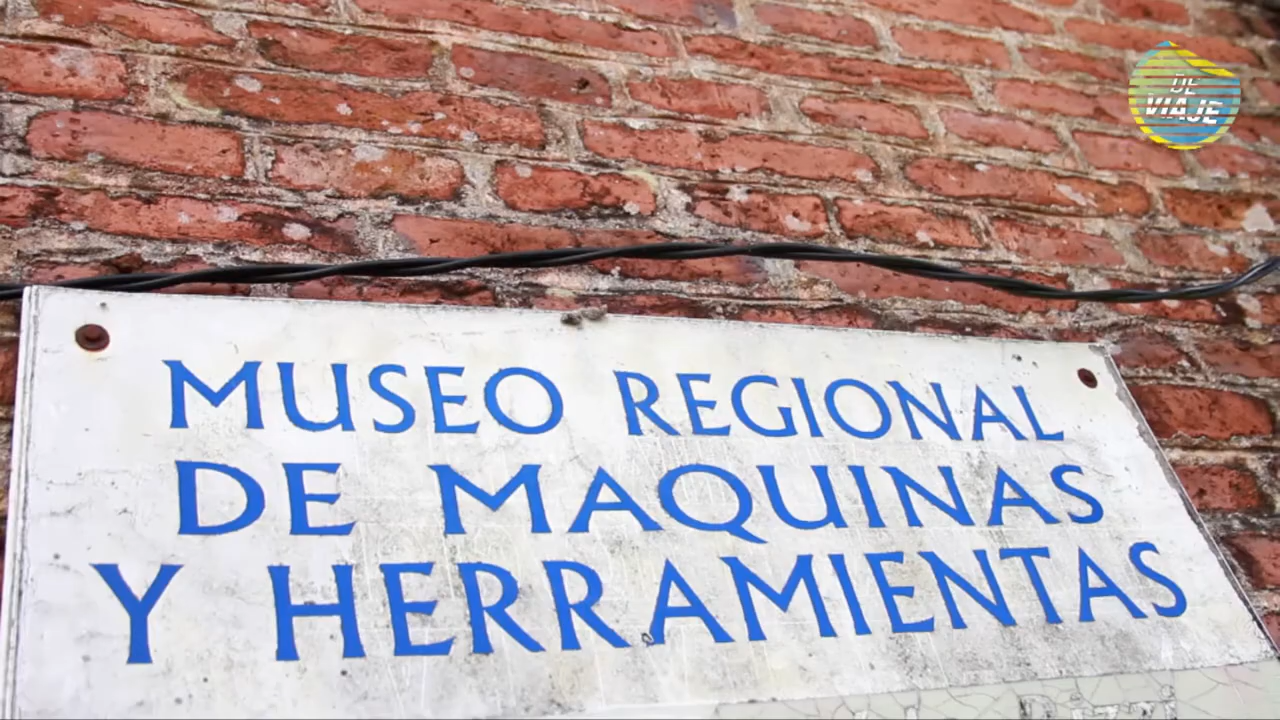 DE
VIAJE
MUSEO REGIONAL
DE MAQUINAS
Y HERRAMIENTAS